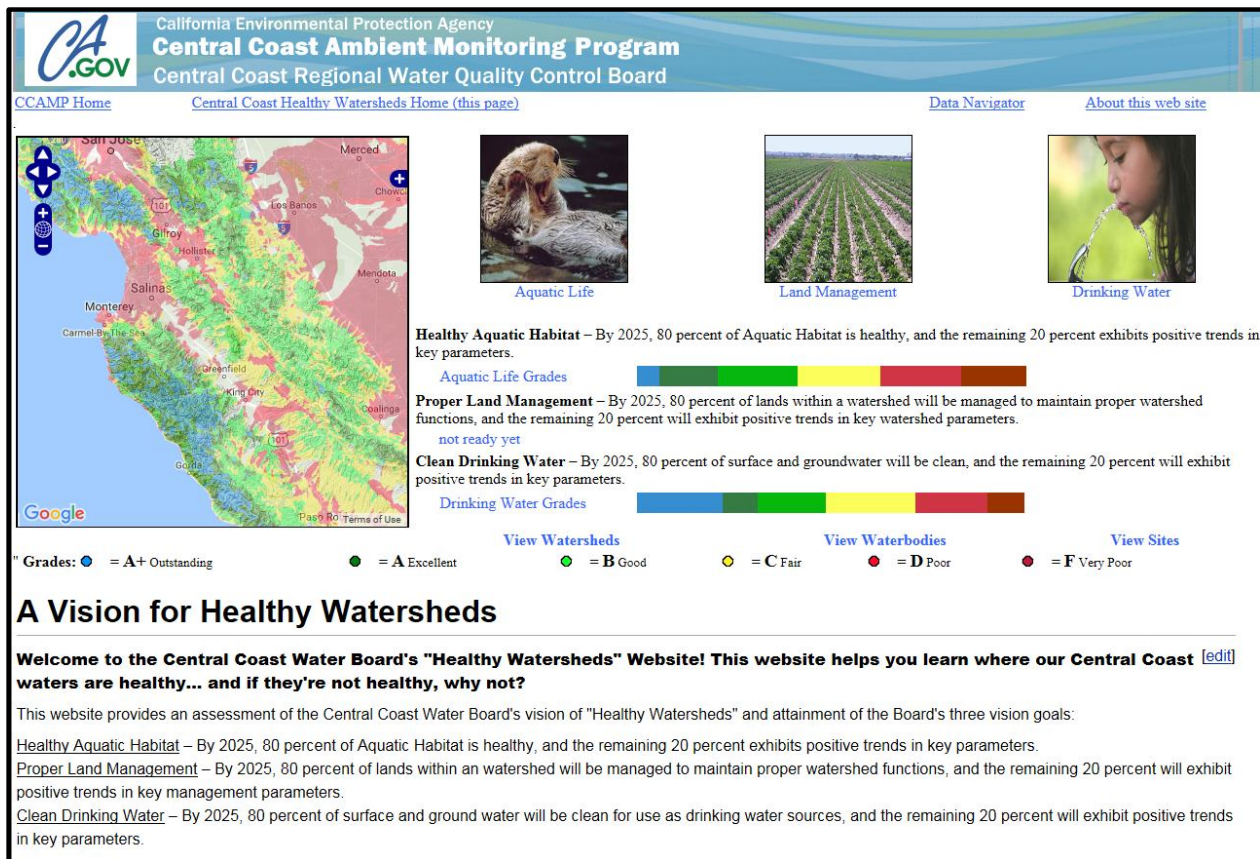 CA
.GOV
California Environmental Protection Agency
Central Coast Ambient Monitoring Program
Central Coast Regional Water Quality Control Board
CCAMP Home
Central Coast Healthy Watersheds Home (this page)
Data Navigator
About this web site
San Jose
Merced
5
101
Los Banos
5
Gilroy
Hollister
Mendota
Salinas
Monterey
Carmel-By-The-Sea
Greenfield
King City
Coalinga
101
Gorda
Google
Terms of Use
Aquatic Life
Land Management
Drinking Water
Healthy Aquatic Habitat – By 2025, 80 percent of Aquatic Habitat is healthy, and the remaining 20 percent exhibits positive trends in
key parameters.
Aquatic Life Grades
Proper Land Management – By 2025, 80 percent of lands within a watershed will be managed to maintain proper watershed
functions, and the remaining 20 percent will exhibit positive trends in key watershed parameters.
not ready yet
Clean Drinking Water – By 2025, 80 percent of surface and groundwater will be clean, and the remaining 20 percent will exhibit
positive trends in key parameters.
Drinking Water Grades
View Watersheds
View Waterbodies
View Sites
" Grades: = A+ Outstanding = A Excellent = B Good = C Fair = D Poor = F Very Poor
A Vision for Healthy Watersheds
Welcome to the Central Coast Water Board's "Healthy Watersheds" Website! This website helps you learn where our Central Coast [edit]
waters are healthy... and if they're not healthy, why not?
This website provides an assessment of the Central Coast Water Board's vision of "Healthy Watersheds" and attainment of the Board's three vision goals:
Healthy Aquatic Habitat – By 2025, 80 percent of Aquatic Habitat is healthy, and the remaining 20 percent exhibits positive trends in key parameters.
Proper Land Management – By 2025, 80 percent of lands within an watershed will be managed to maintain proper watershed functions, and the remaining 20 percent will exhibit
positive trends in key management parameters.
Clean Drinking Water – By 2025, 80 percent of surface and ground water will be clean for use as drinking water sources, and the remaining 20 percent will exhibit positive trends
in key parameters.